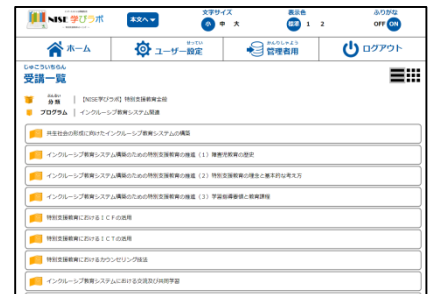 NISE 学びラボ
本文へ
文字サイズ
小 中 大
表示色
標準 1 2
ふりがな
OFF ON
ホーム
ユーザー設定
せってい
管理者用
かんりしゃよう
ログアウト
じゅこういちらん
受講一覧
ぶんるい
分類 | 【NISE学びラボ】特別支援教育全般
プログラム | インクルーシブ教育システム関連
共生社会の形成に向けたインクルーシブ教育システムの構築
インクルーシブ教育システム構築のための特別支援教育の推進（1）障害児教育の歴史
インクルーシブ教育システム構築のための特別支援教育の推進（2）特別支援教育の理念と基本的な考え方
インクルーシブ教育システム構築のための特別支援教育の推進（3）学習指導要領と教育課程
特別支援教育におけるＩＣＦの活用
特別支援教育におけるＩＣＴの活用
特別支援教育におけるカウンセリング技法
インクルーシブ教育システムにおける交流及び共同学習